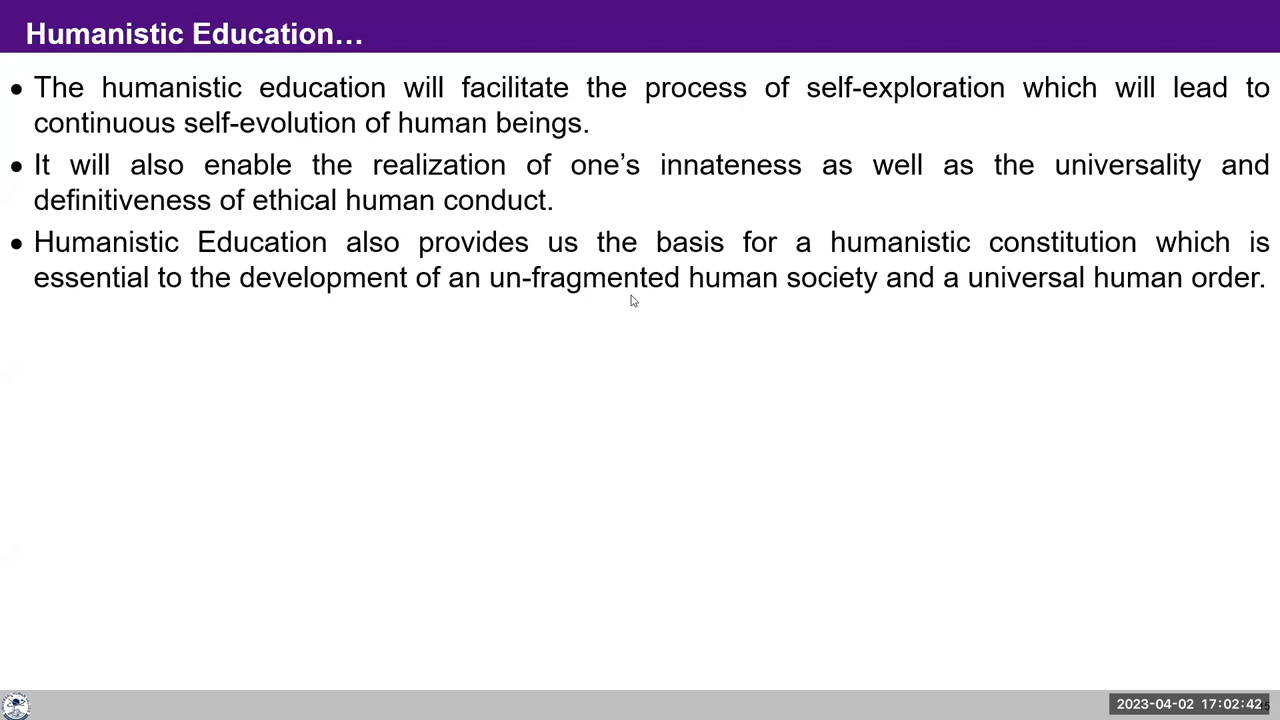 Humanistic Education…
• The humanistic education will facilitate the process of self-exploration which will lead to
continuous self-evolution of human beings.
• It will also enable the realization of one’s innateness as well as the universality and
definitiveness of ethical human conduct.
• Humanistic Education also provides us the basis for a humanistic constitution which is
essential to the development of an un-fragmented human society and a universal human order.
2023-04-02 17:02:42